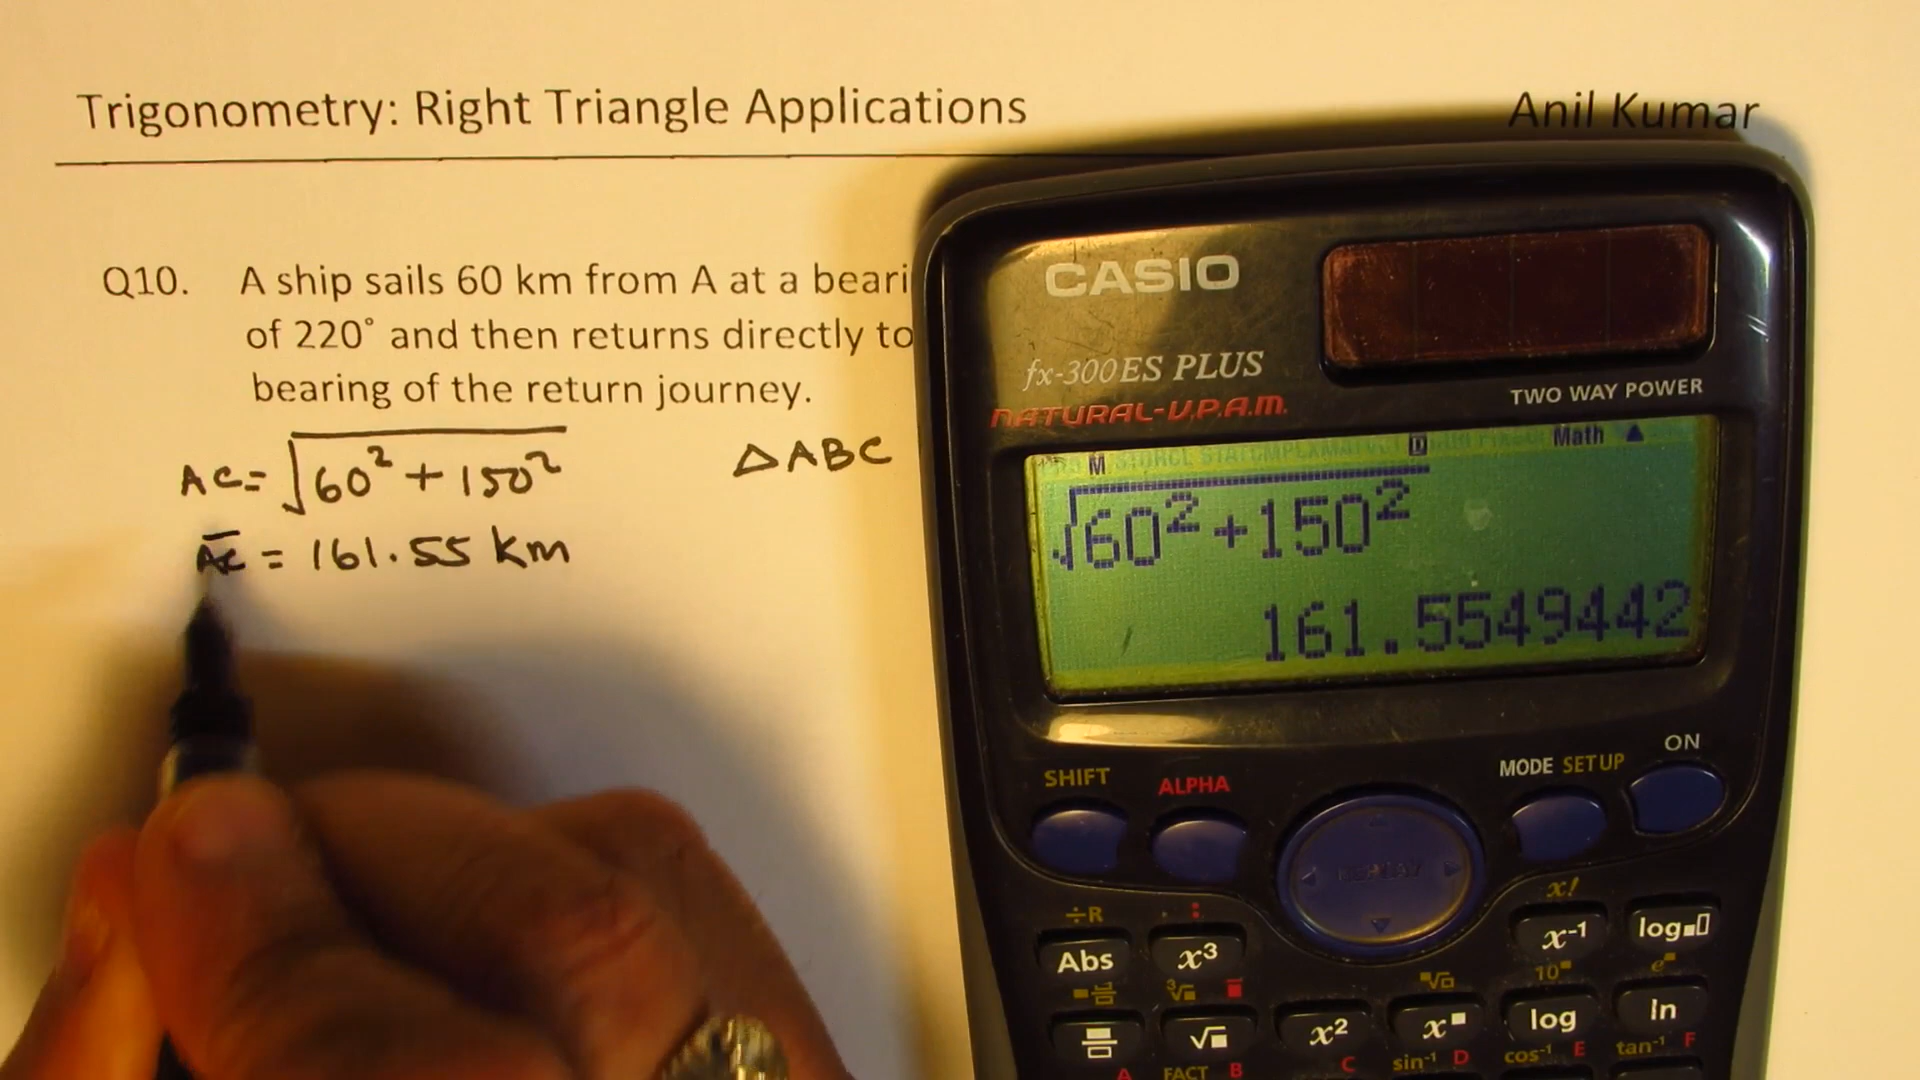 Trigonometry: Right Triangle Applications
Anil Kumar
Q10. A ship sails 60 km from A at a beari
of 220° and then returns directly to
bearing of the return journey.
AC = √60² + 150²
ΔABC
AC = 161.55 km
CASIO
fx-300ES PLUS
NATURAL-V.P.A.M.
TWO WAY POWER
M D Math ▲
√60²+150²
161.5549442
SHIFT ALPHA MODE SETUP ON
÷R : x!
Abs x³ x⁻¹ log▪▯
³√▪ ▪√▯ 10▪ e▪
√▪ x² x▪ log ln
A FACT B C sin⁻¹ D cos⁻¹ E tan⁻¹ F